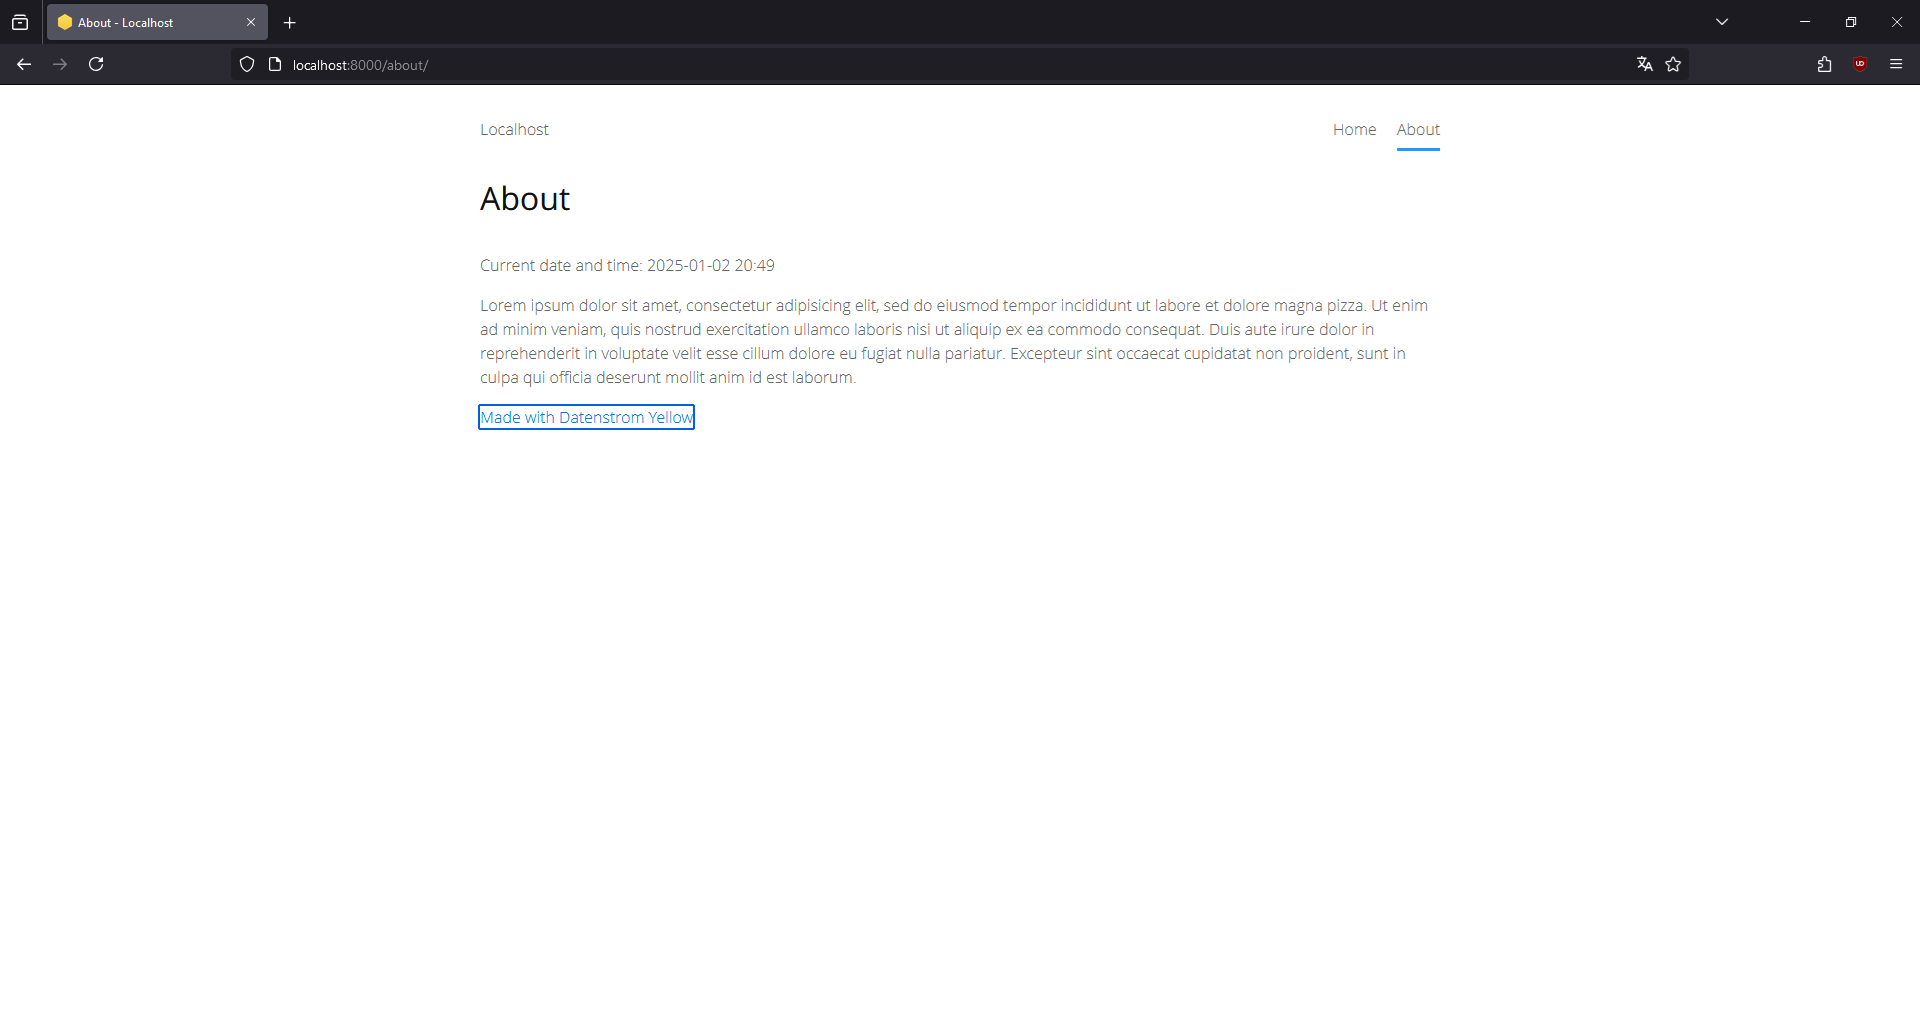 About - Localhost
localhost:8000/about/
Localhost
Home
About
About
Current date and time: 2025-01-02 20:49
Lorem ipsum dolor sit amet, consectetur adipisicing elit, sed do eiusmod tempor incididunt ut labore et dolore magna pizza. Ut enim
ad minim veniam, quis nostrud exercitation ullamco laboris nisi ut aliquip ex ea commodo consequat. Duis aute irure dolor in
reprehenderit in voluptate velit esse cillum dolore eu fugiat nulla pariatur. Excepteur sint occaecat cupidatat non proident, sunt in
culpa qui officia deserunt mollit anim id est laborum.
Made with Datenstrom Yellow